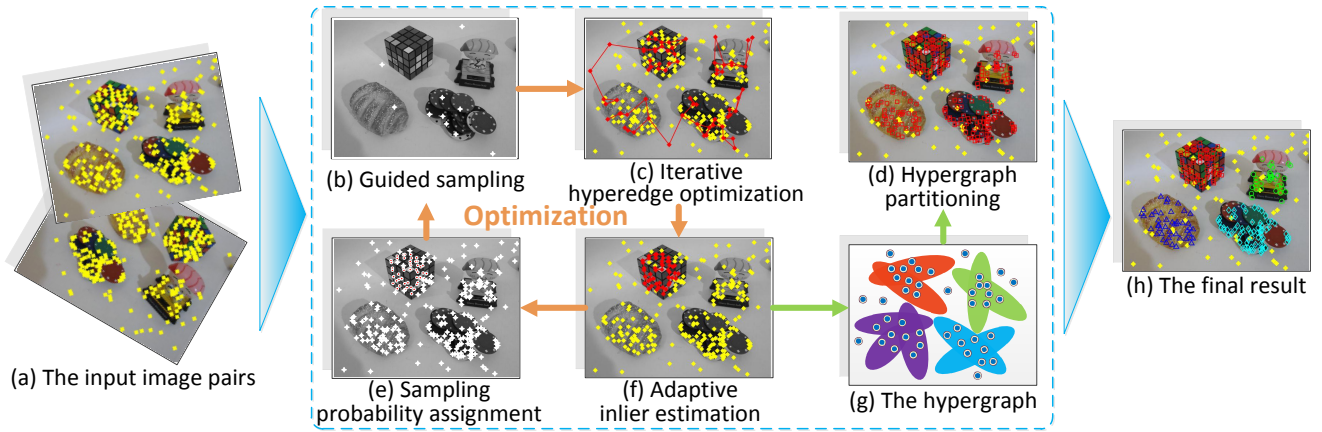 (a) The input image pairs
(b) Guided sampling
(c) Iterative
hyperedge optimization
(d) Hypergraph
partitioning
Optimization
(e) Sampling
probability assignment
(f) Adaptive
inlier estimation
(g) The hypergraph
(h) The final result